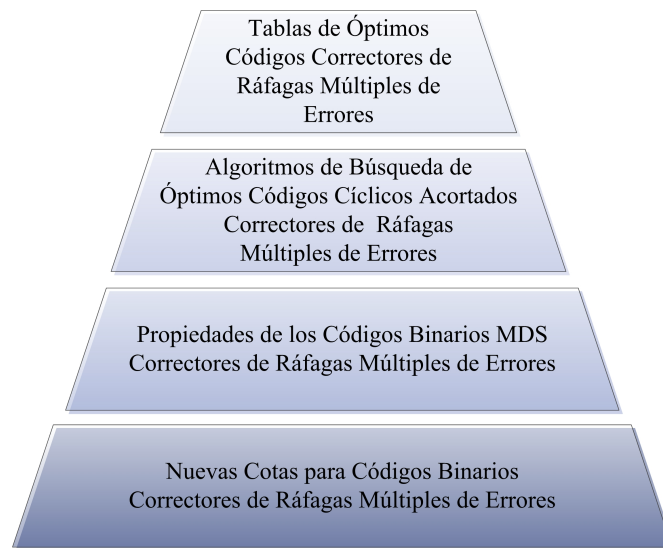 Tablas de Óptimos
Códigos Correctores de
Ráfagas Múltiples de
Errores
Algoritmos de Búsqueda de
Óptimos Códigos Cíclicos Acortados
Correctores de Ráfagas
Múltiples de Errores
Propiedades de los Códigos Binarios MDS
Correctores de Ráfagas Múltiples de Errores
Nuevas Cotas para Códigos Binarios
Correctores de Ráfagas Múltiples de Errores